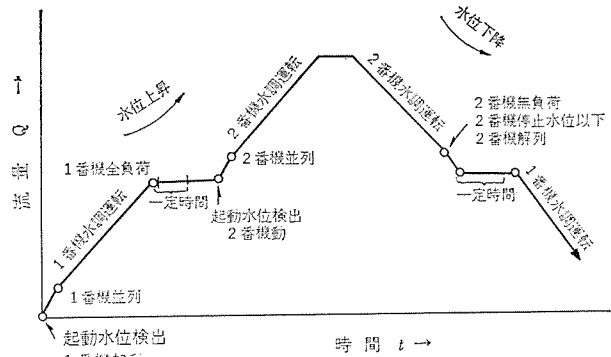 水位下降
水位上昇
2番機水調運転
2番機水調運転
2番機無負荷
2番機停止水位以下
2番機解列
流量 Q →
1番機全負荷
2番機並列
一定時間
一定時間
起動水位検出
2番機動
1番機水調運転
1番機水調運転
1番機並列
起動水位検出
時間 t →